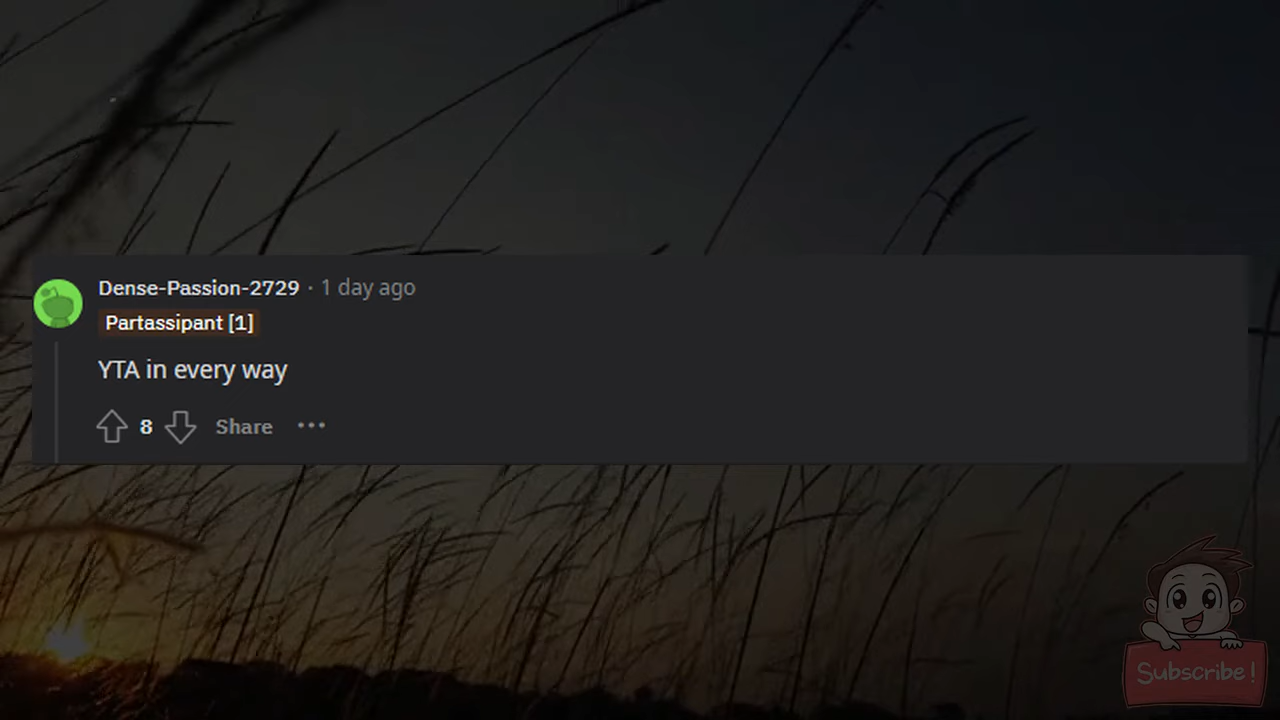 Dense-Passion-2729 · 1 day ago
Partassipant [1]
YTA in every way
8 Share ···
Subscribe!